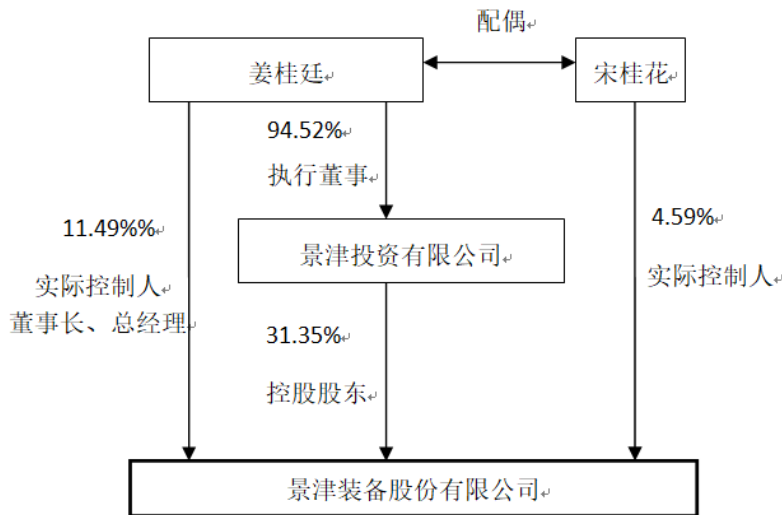 配偶
姜桂廷
宋桂花
94.52%
执行董事
11.49%%
4.59%
景津投资有限公司
实际控制人
董事长、总经理
实际控制人
31.35%
控股股东
景津装备股份有限公司